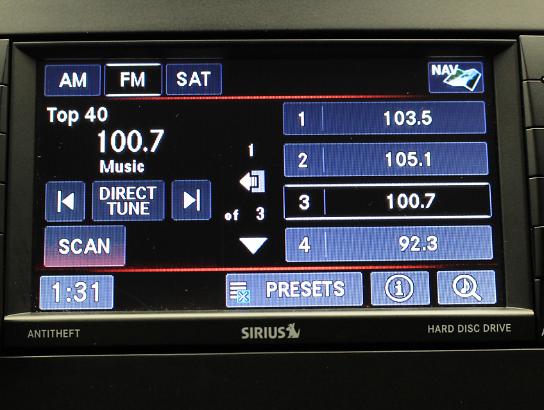 AM FM SAT NAV
Top 40
100.7
Music
DIRECT
TUNE
SCAN
1
of 3
1 103.5
2 105.1
3 100.7
4 92.3
1:31 PRESETS i
ANTITHEFT SIRIUS HARD DISC DRIVE